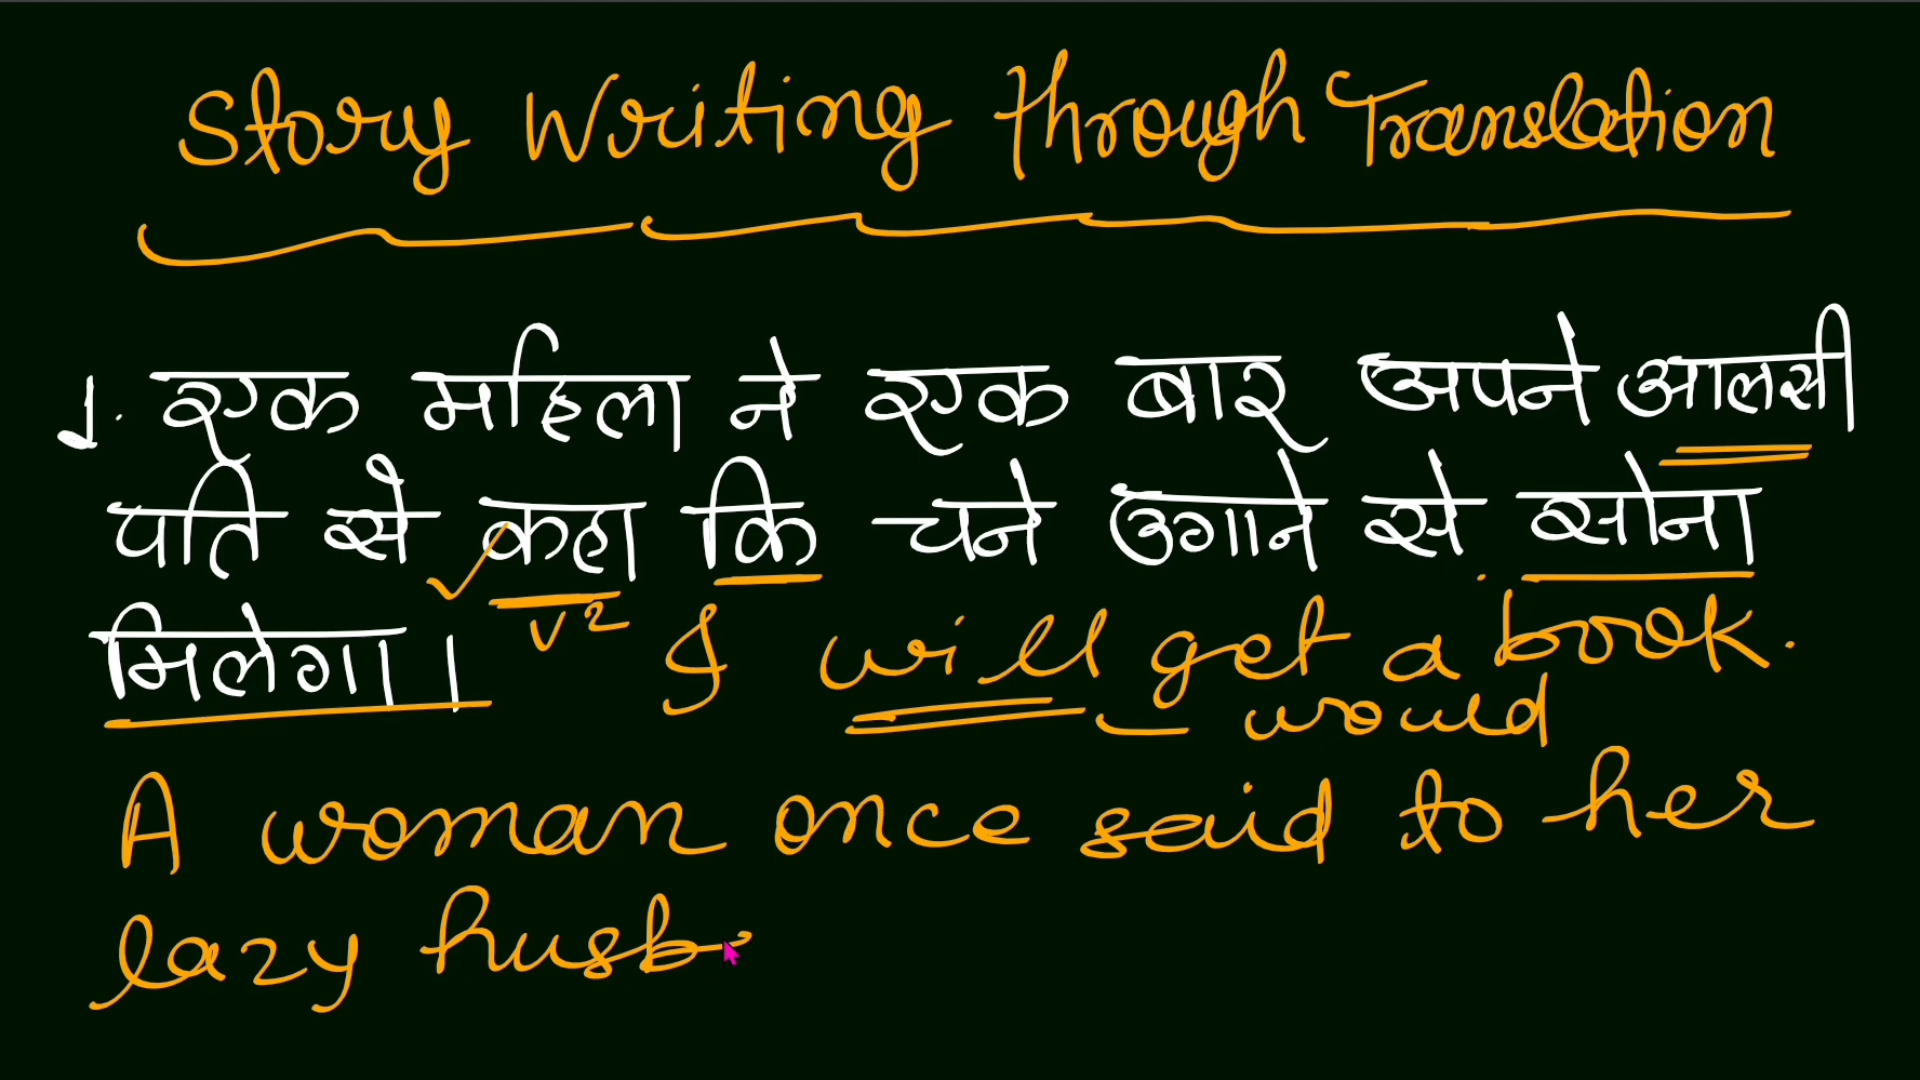 Story Writing through Translation
1. एक महिला ने एक बार अपने आलसी
पति से कहा कि चने उगाने से सोना
मिलेगा। v2 I will get a book.
would
A woman once said to her
lazy husb